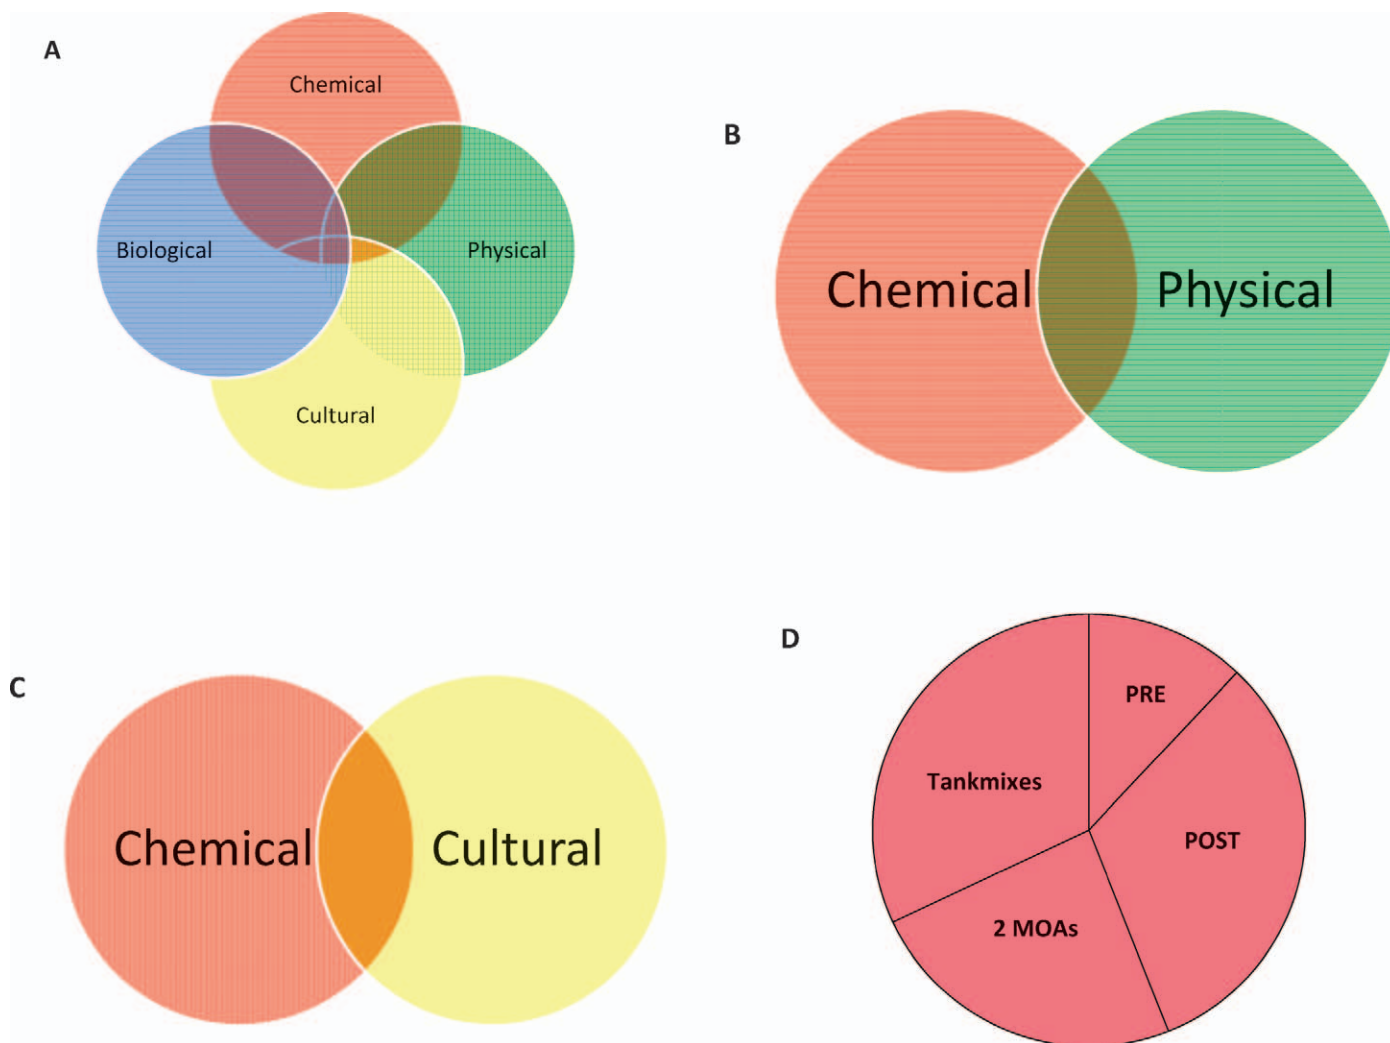 A
Chemical
Biological
Physical
Cultural
B
Chemical
Physical
C
Chemical
Cultural
D
PRE
Tankmixes
POST
2 MOAs